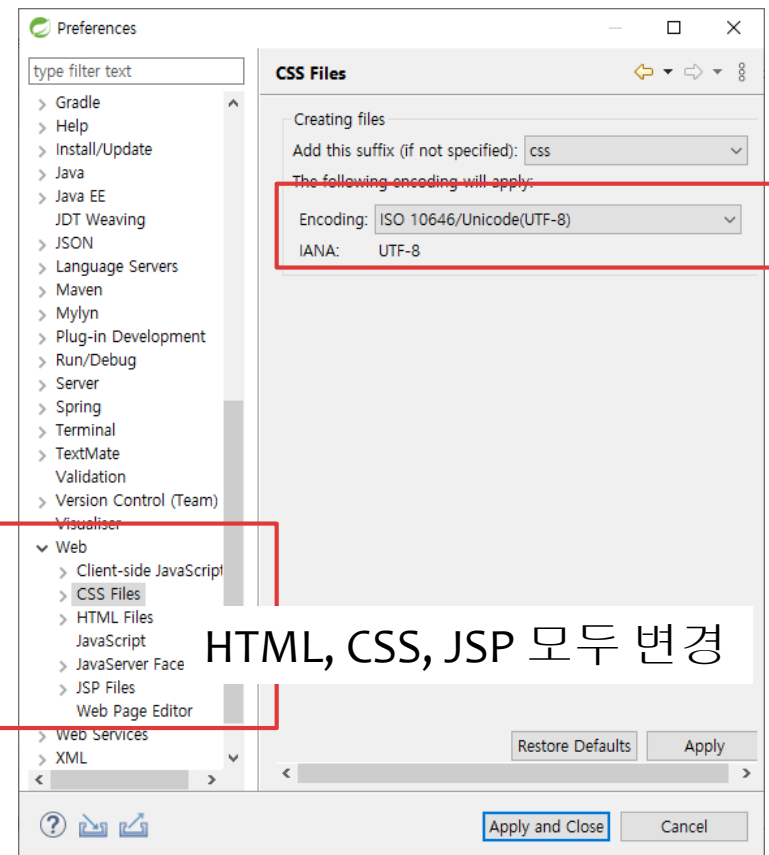 Preferences
type filter text
CSS Files
Gradle
Help
Install/Update
Java
Java EE
JDT Weaving
JSON
Language Servers
Maven
Mylyn
Plug-in Development
Run/Debug
Server
Spring
Terminal
TextMate
Validation
Version Control (Team)
Visualiser
Web
Client-side JavaScript
CSS Files
HTML Files
JavaScript
JavaServer Face
JSP Files
Web Page Editor
Web Services
XML
Creating files
Add this suffix (if not specified): css
The following encoding will apply:
Encoding: ISO 10646/Unicode(UTF-8)
IANA: UTF-8
HTML, CSS, JSP 모두 변경
Restore Defaults Apply
Apply and Close Cancel